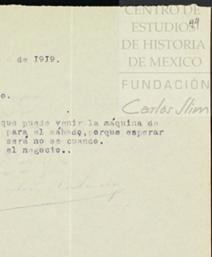 CENTRO DE
ESTUDIOS
DE HISTORIA
DE MEXICO
FUNDACIÓN
Carlos Slim
de 1919.
e.
que puede venir la máquina de
para el sábado, porque esperar
será no se cuando.
el negocio..